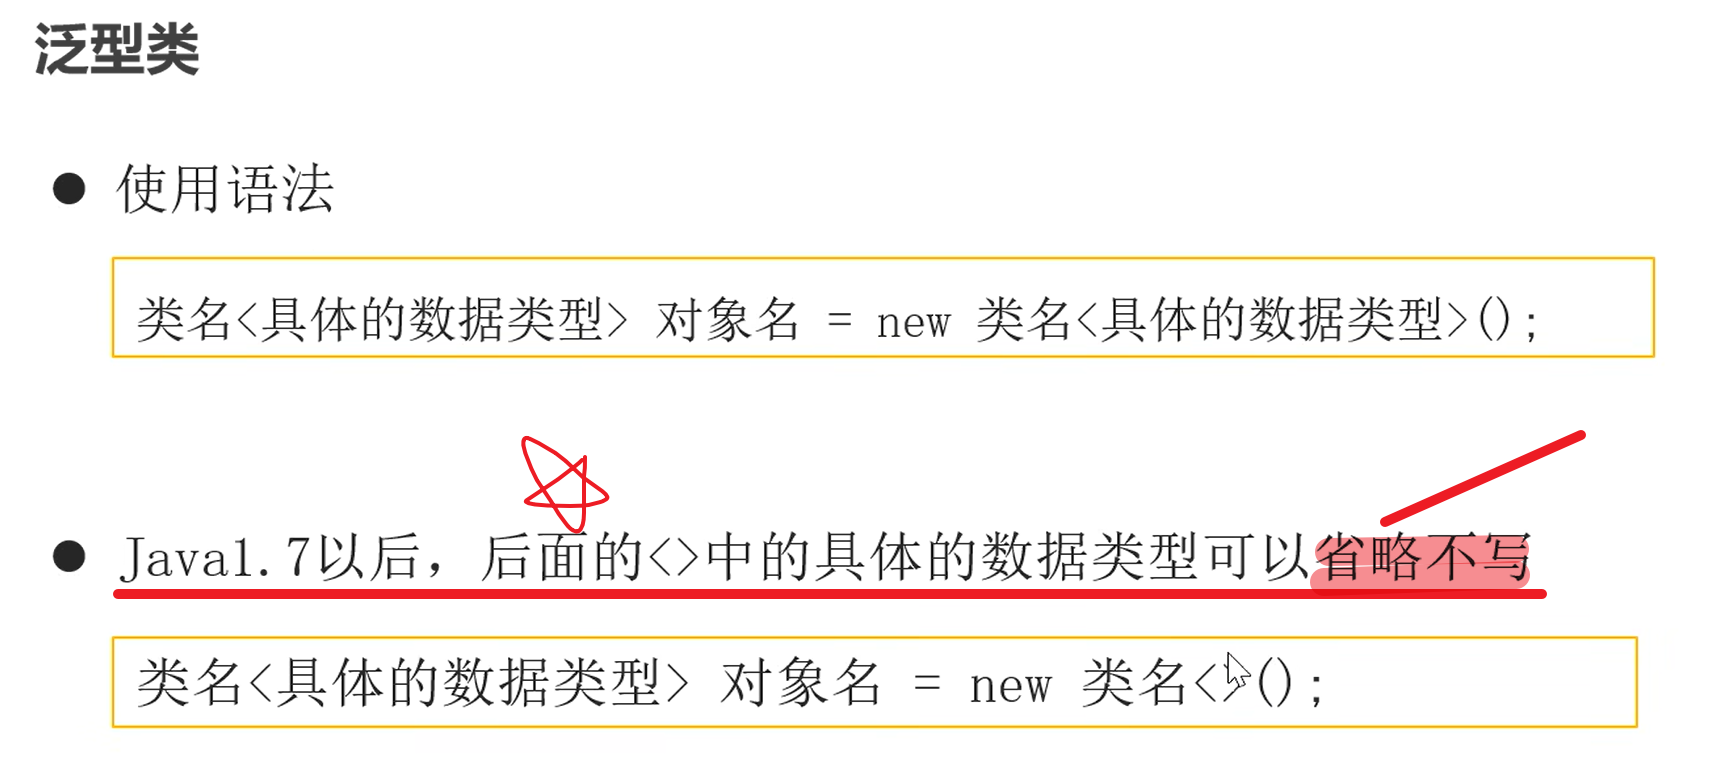 泛型类
使用语法
类名<具体的数据类型> 对象名 = new 类名<具体的数据类型>();
Java1.7以后，后面的<>中的具体的数据类型可以省略不写
类名<具体的数据类型> 对象名 = new 类名<>();